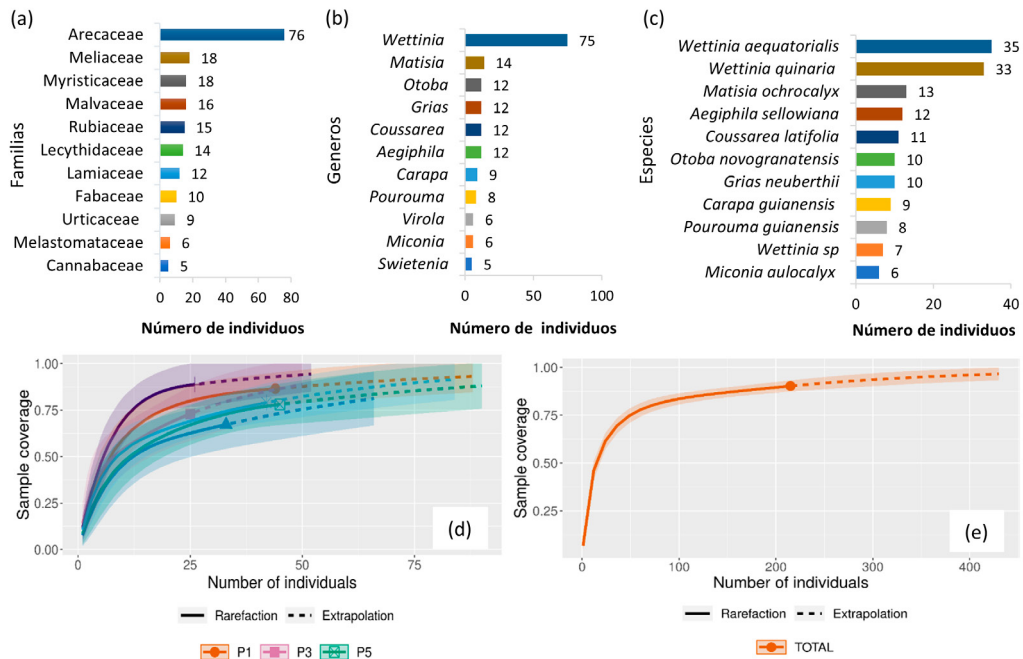 (a)
Familias
Arecaceae 76
Meliaceae 18
Myristicaceae 18
Malvaceae 16
Rubiaceae 15
Lecythidaceae 14
Lamiaceae 12
Fabaceae 10
Urticaceae 9
Melastomataceae 6
Cannabaceae 5
0 20 40 60 80
Número de individuos
(b)
Generos
Wettinia 75
Matisia 14
Otoba 12
Grias 12
Coussarea 12
Aegiphila 12
Carapa 9
Pourouma 8
Virola 6
Miconia 6
Swietenia 5
0 50 100
Número de individuos
(c)
Especies
Wettinia aequatorialis 35
Wettinia quinaria 33
Matisia ochrocalyx 13
Aegiphila sellowiana 12
Coussarea latifolia 11
Otoba novogranatensis 10
Grias neuberthii 10
Carapa guianensis 9
Pourouma guianensis 8
Wettinia sp 7
Miconia aulocalyx 6
0 20 40
Número de individuos
Sample coverage
1.00
0.75
0.50
0.25
0.00
(d)
0 25 50 75
Number of individuals
Rarefaction Extrapolation
P1 P3 P5
Sample coverage
1.00
0.75
0.50
0.25
(e)
0 100 200 300 400
Number of individuals
Rarefaction Extrapolation
TOTAL